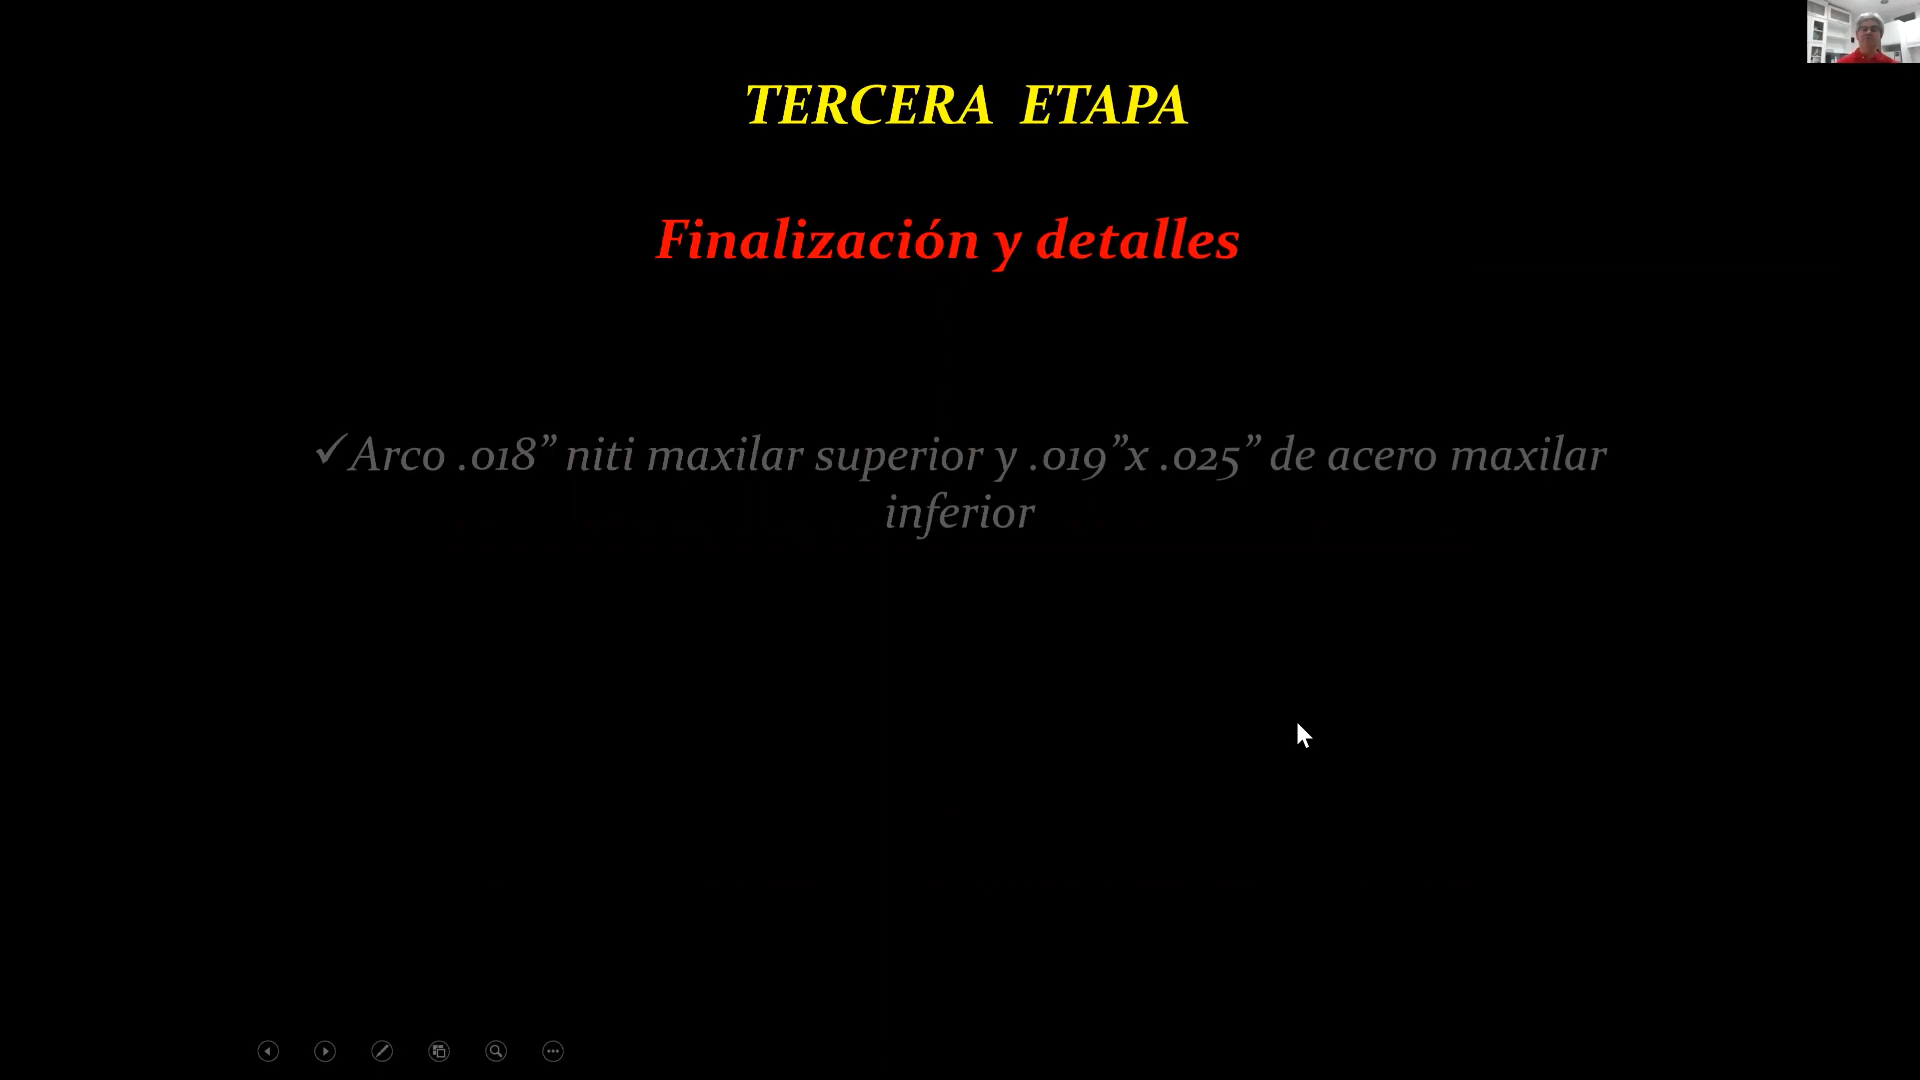 TERCERA ETAPA
Finalización y detalles
✓Arco .018” niti maxilar superior y .019”x .025” de acero maxilar
inferior